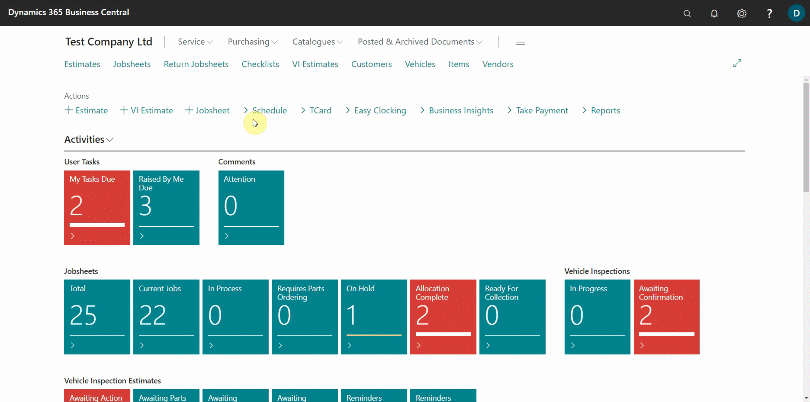 Dynamics 365 Business Central
? D
Test Company Ltd Service Purchasing Catalogues Posted & Archived Documents
Estimates Jobsheets Return Jobsheets Checklists VI Estimates Customers Vehicles Items Vendors
Actions
+ Estimate + VI Estimate + Jobsheet > Schedule > TCard > Easy Clocking > Business Insights > Take Payment > Reports
Activities
User Tasks Comments
My Tasks Due
2
Raised By Me
Due
3
Attention
0
Jobsheets Vehicle Inspections
Total
25
Current Jobs
22
In Process
0
Requires Parts
Ordering
0
On Hold
1
Allocation
Complete
2
Ready For
Collection
0
In Progress
0
Awaiting
Confirmation
2
Vehicle Inspection Estimates
Awaiting Action Awaiting Parts Awaiting Awaiting Reminders Reminders